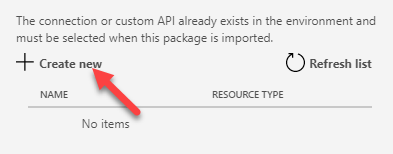 The connection or custom API already exists in the environment and
must be selected when this package is imported.
Create new Refresh list
NAME RESOURCE TYPE
No items